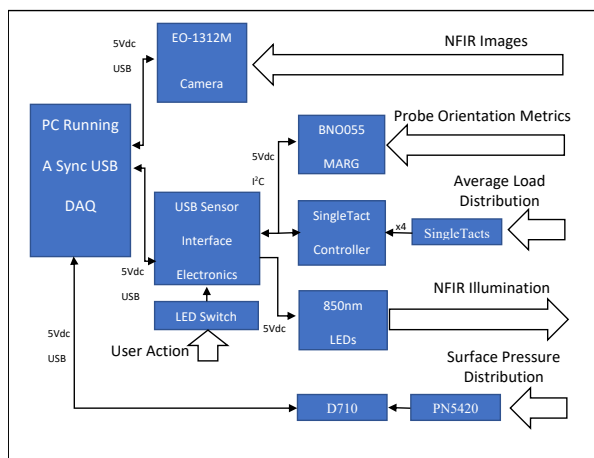 5Vdc
USB
EO-1312M
Camera
NFIR Images
PC Running
A Sync USB
DAQ
5Vdc
I²C
BNO055
MARG
Probe Orientation Metrics
USB Sensor
Interface
Electronics
SingleTact
Controller
x4
SingleTacts
Average Load
Distribution
5Vdc
USB
LED Switch
User Action
5Vdc
850nm
LEDs
NFIR Illumination
5Vdc
USB
D710
PN5420
Surface Pressure
Distribution